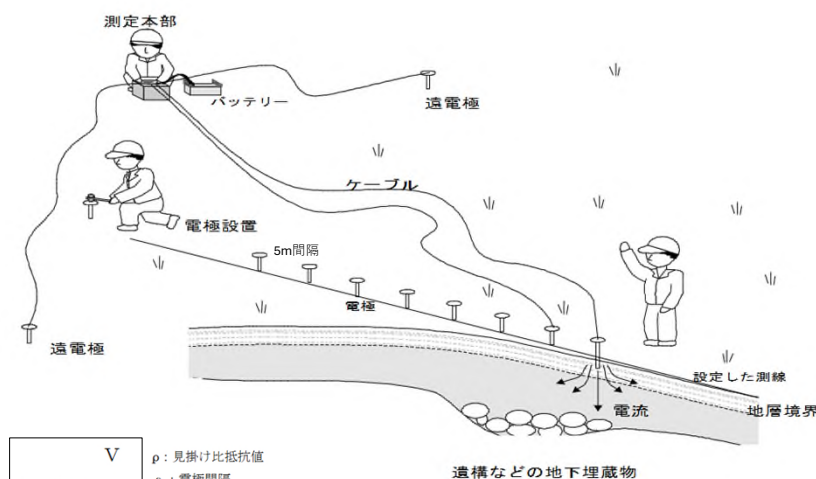 測定本部
バッテリー
遠電極
ケーブル
電極設置
5m間隔
電極
遠電極
設定した測線
電流
地層境界
V
ρ：見掛け比抵抗値
遺構などの地下埋蔵物